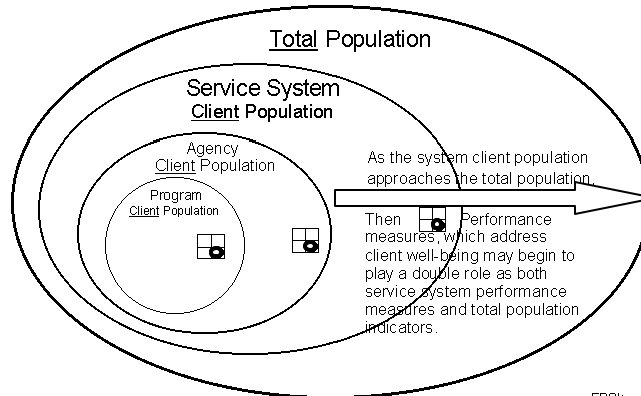 Total Population
Service System
Client Population
Agency
Client Population
Program
Client Population
As the system client population
approaches the total population,
Then Performance
measures, which address
client well-being may begin to
play a double role as both
service system performance
measures and total population
indicators.